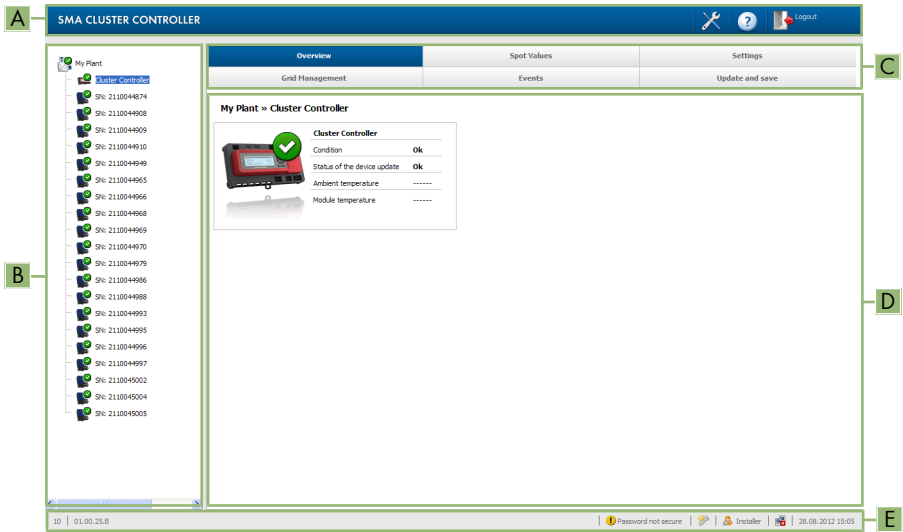 A
SMA CLUSTER CONTROLLER
?
Logout
B
My Plant
Cluster Controller
SN: 2110044874
SN: 2110044908
SN: 2110044909
SN: 2110044910
SN: 2110044949
SN: 2110044965
SN: 2110044966
SN: 2110044968
SN: 2110044969
SN: 2110044970
SN: 2110044979
SN: 2110044986
SN: 2110044988
SN: 2110044993
SN: 2110044995
SN: 2110044996
SN: 2110044997
SN: 2110045002
SN: 2110045004
SN: 2110045005
C
Overview Spot Values Settings
Grid Management Events Update and save
D
My Plant » Cluster Controller
Cluster Controller
Condition Ok
Status of the device update Ok
Ambient temperature ------
Module temperature ------
E
10 | 01.00.25.B
! Password not secure | | Installer | | 28.08.2012 15:05